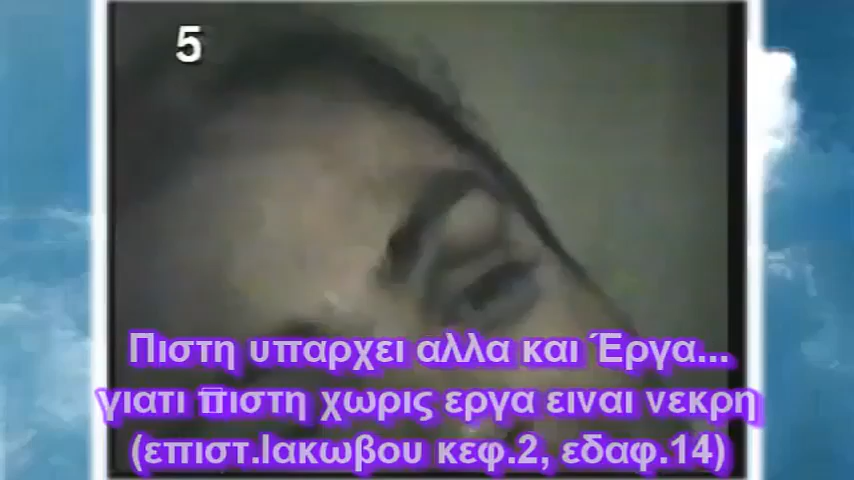 5
Πιστη υπαρχει αλλα και Έργα...
γιατι πιστη χωρις εργα ειναι νεκρη
(επιστ.Ιακωβου κεφ.2, εδαφ.14)